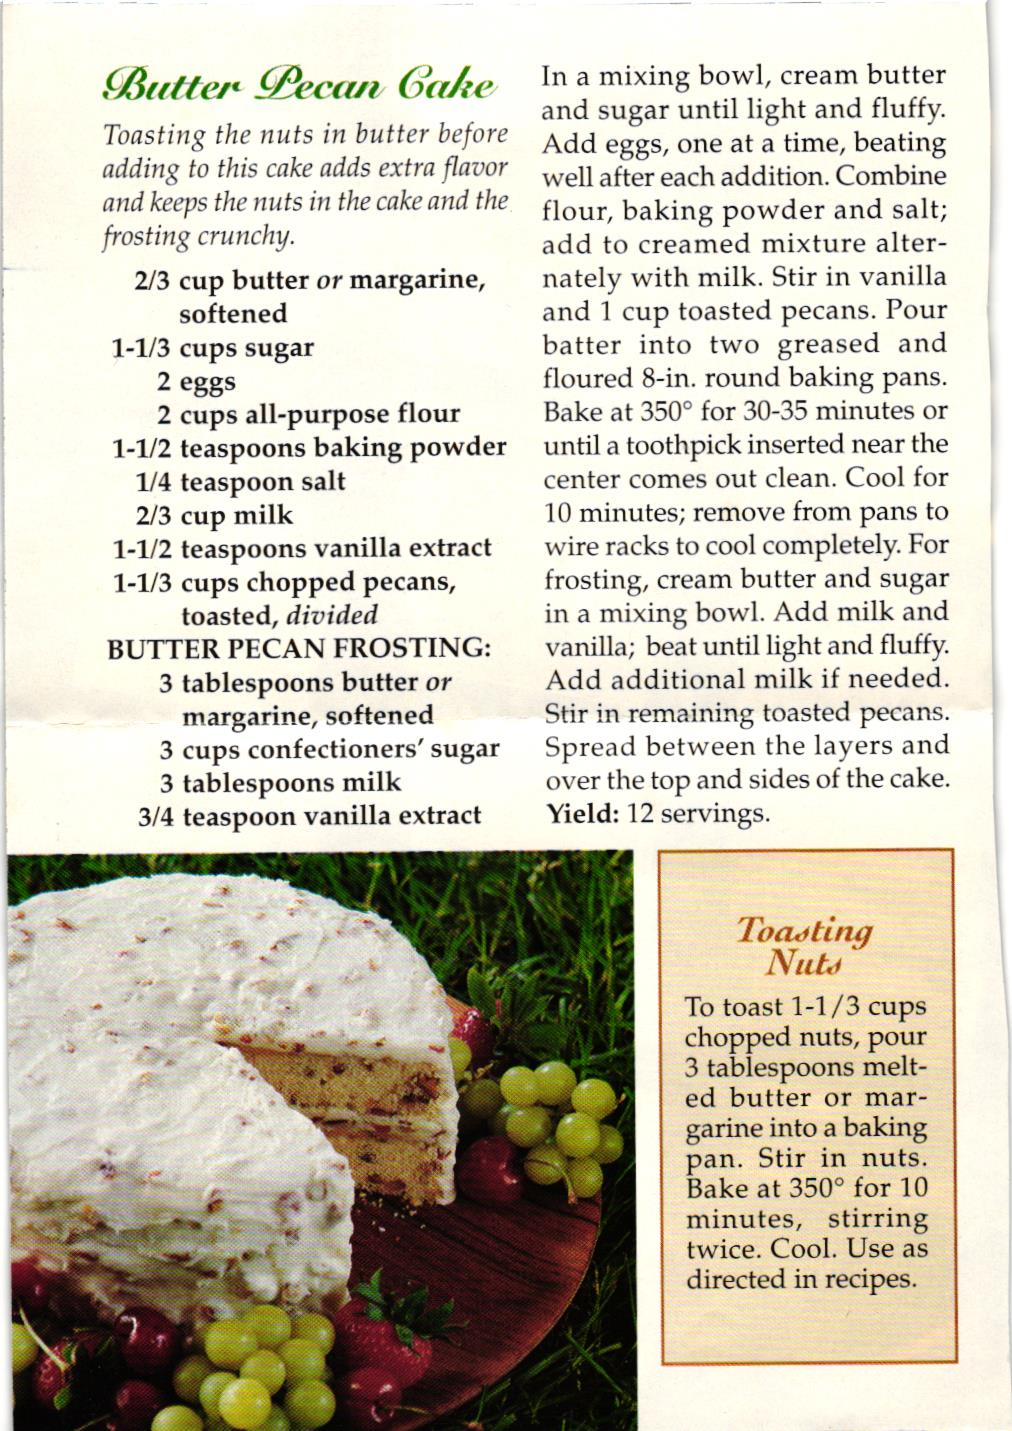 Butter Pecan Cake
Toasting the nuts in butter before
adding to this cake adds extra flavor
and keeps the nuts in the cake and the
frosting crunchy.
2/3 cup butter or margarine,
softened
1-1/3 cups sugar
2 eggs
2 cups all-purpose flour
1-1/2 teaspoons baking powder
1/4 teaspoon salt
2/3 cup milk
1-1/2 teaspoons vanilla extract
1-1/3 cups chopped pecans,
toasted, divided
BUTTER PECAN FROSTING:
3 tablespoons butter or
margarine, softened
3 cups confectioners' sugar
3 tablespoons milk
3/4 teaspoon vanilla extract
In a mixing bowl, cream butter
and sugar until light and fluffy.
Add eggs, one at a time, beating
well after each addition. Combine
flour, baking powder and salt;
add to creamed mixture alter-
nately with milk. Stir in vanilla
and 1 cup toasted pecans. Pour
batter into two greased and
floured 8-in. round baking pans.
Bake at 350° for 30-35 minutes or
until a toothpick inserted near the
center comes out clean. Cool for
10 minutes; remove from pans to
wire racks to cool completely. For
frosting, cream butter and sugar
in a mixing bowl. Add milk and
vanilla; beat until light and fluffy.
Add additional milk if needed.
Stir in remaining toasted pecans.
Spread between the layers and
over the top and sides of the cake.
Yield: 12 servings.
Toasting
Nuts
To toast 1-1/3 cups
chopped nuts, pour
3 tablespoons melt-
ed butter or mar-
garine into a baking
pan. Stir in nuts.
Bake at 350° for 10
minutes, stirring
twice. Cool. Use as
directed in recipes.